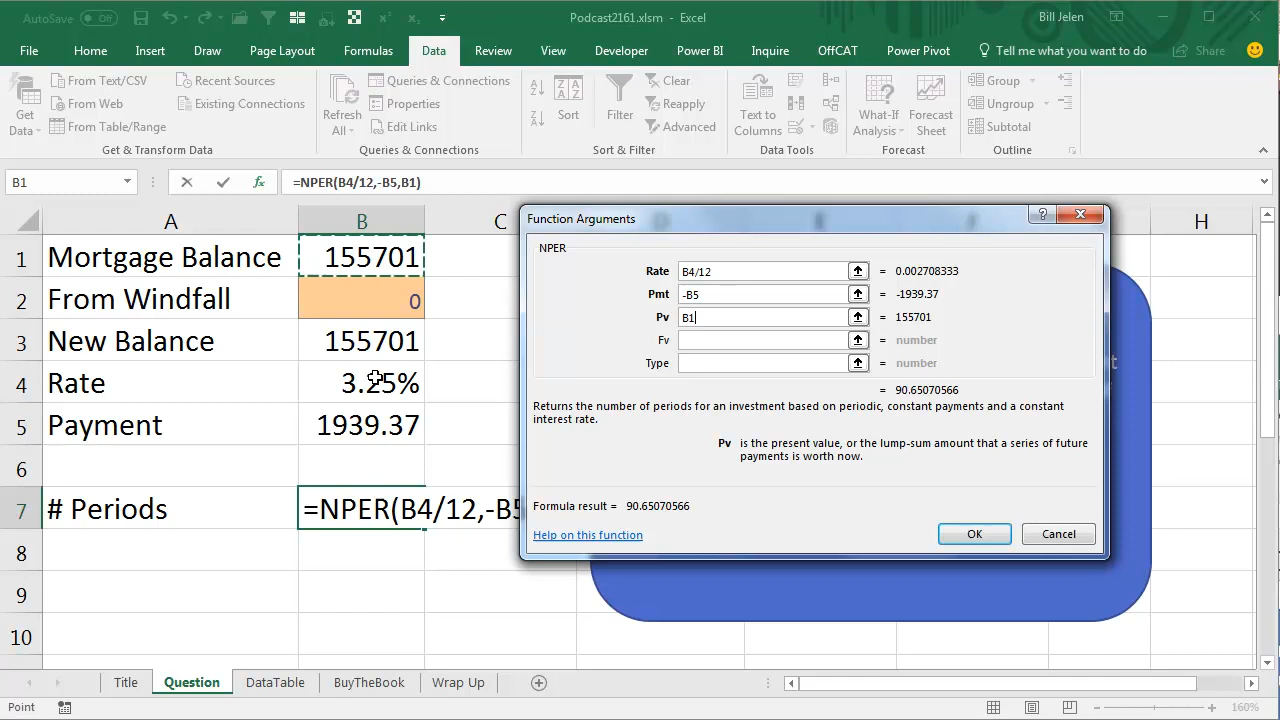 AutoSave Off Podcast2161.xlsm - Excel Bill Jelen
File Home Insert Draw Page Layout Formulas Data Review View Developer Power BI Inquire OffCAT Power Pivot Tell me what you want to do Share
From Text/CSV Recent Sources Queries & Connections Clear Group
From Web Existing Connections Properties Reapply Ungroup
From Table/Range Edit Links Advanced Subtotal
Get Data Refresh All Sort Filter Text to Columns What-If Analysis Forecast Sheet
Get & Transform Data Queries & Connections Sort & Filter Data Tools Forecast Outline
B1 fx =NPER(B4/12,-B5,B1)
A B C H
1 Mortgage Balance 155701
2 From Windfall 0
3 New Balance 155701
4 Rate 3.25%
5 Payment 1939.37
6
7 # Periods =NPER(B4/12,-B5
8
9
10
Function Arguments
NPER
Rate B4/12 = 0.002708333
Pmt -B5 = -1939.37
Pv B1 = 155701
Fv = number
Type = number
= 90.65070566
Returns the number of periods for an investment based on periodic, constant payments and a constant
interest rate.
Pv is the present value, or the lump-sum amount that a series of future
payments is worth now.
Formula result = 90.65070566
Help on this function OK Cancel
Title Question DataTable BuyTheBook Wrap Up
Point 160%